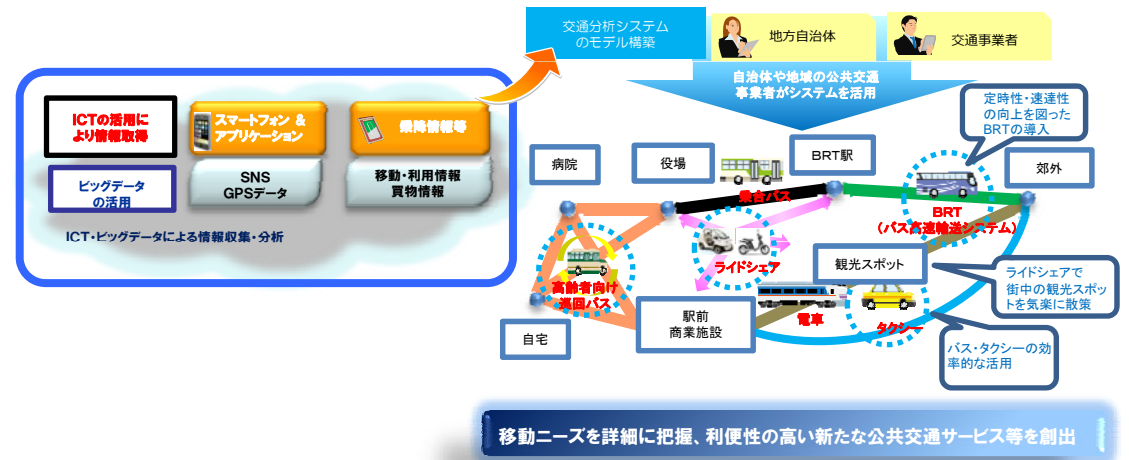 交通分析システム
のモデル構築
地方自治体
交通事業者
自治体や地域の公共交通
事業者がシステムを活用
ICTの活用に
より情報取得
スマートフォン &
アプリケーション
乗降情報等
ビッグデータ
の活用
SNS
GPSデータ
移動・利用情報
買物情報
ICT・ビッグデータによる情報収集・分析
定時性・速達性
の向上を図った
BRTの導入
病院
役場
BRT駅
郊外
乗合バス
BRT
(バス高速輸送システム)
ライドシェア
観光スポット
高齢者向け
巡回バス
ライドシェアで
街中の観光スポッ
トを気楽に散策
駅前
商業施設
電車
タクシー
自宅
バス・タクシーの効
率的な活用
移動ニーズを詳細に把握、利便性の高い新たな公共交通サービス等を創出